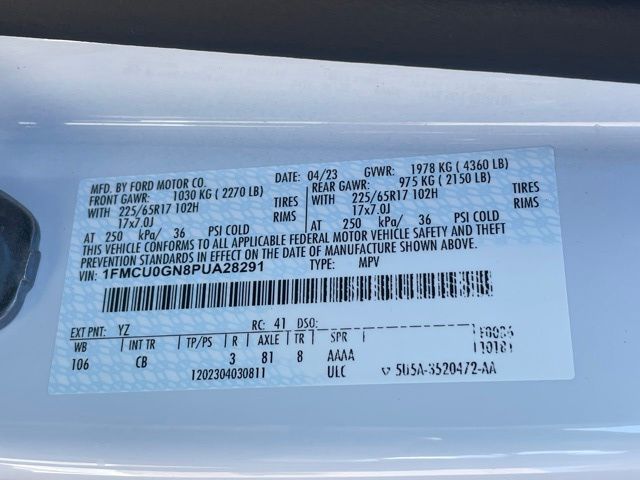 MFD. BY FORD MOTOR CO. DATE: 04/23 GVWR: 1978 KG ( 4360 LB)
FRONT GAWR: 1030 KG ( 2270 LB) REAR GAWR: 975 KG ( 2150 LB)
WITH 225/65R17 102H TIRES WITH 225/65R17 102H TIRES
17x7.0J RIMS 17x7.0J RIMS
AT 250 kPa/ 36 PSI COLD AT 250 kPa/ 36 PSI COLD
THIS VEHICLE CONFORMS TO ALL APPLICABLE FEDERAL MOTOR VEHICLE SAFETY AND THEFT
PREVENTION STANDARDS IN EFFECT ON THE DATE OF MANUFACTURE SHOWN ABOVE.
VIN: 1FMCU0GN8PUA28291 TYPE: MPV
EXT PNT: YZ RC: 41 DSO:
WB INT TR TP/PS R AXLE TR SPR
106 CB 3 81 8 AAAA
1202304030811 ULC